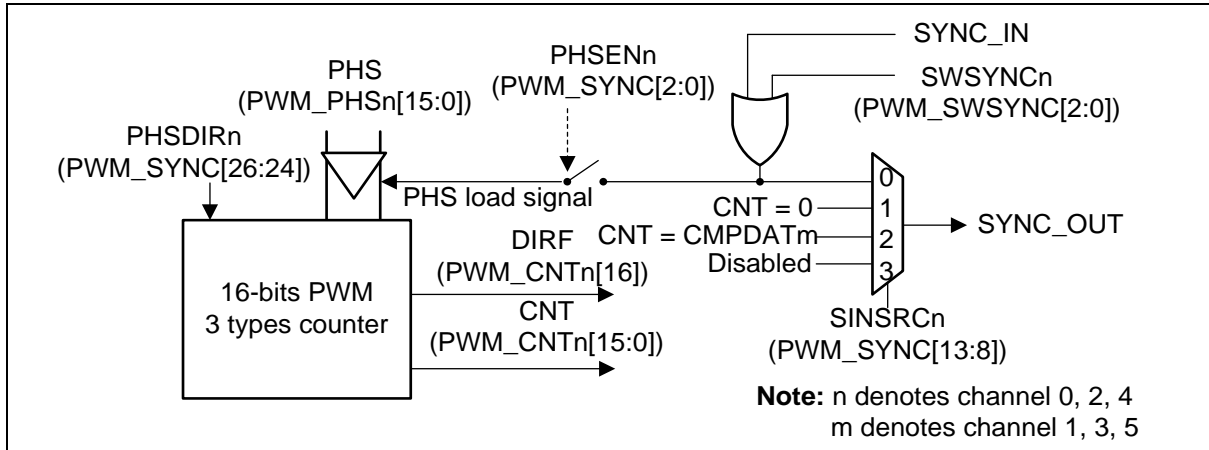 SYNC_IN
PHSENn
(PWM_SYNC[2:0])
PHS
(PWM_PHSn[15:0])
SWSYNCn
(PWM_SWSYNC[2:0])
PHSDIRn
(PWM_SYNC[26:24])
PHS load signal
0
CNT = 0
1
CNT = CMPDATm
2
Disabled
3
SYNC_OUT
DIRF
(PWM_CNTn[16])
CNT
(PWM_CNTn[15:0])
16-bits PWM
3 types counter
SINSRCn
(PWM_SYNC[13:8])
Note: n denotes channel 0, 2, 4
m denotes channel 1, 3, 5